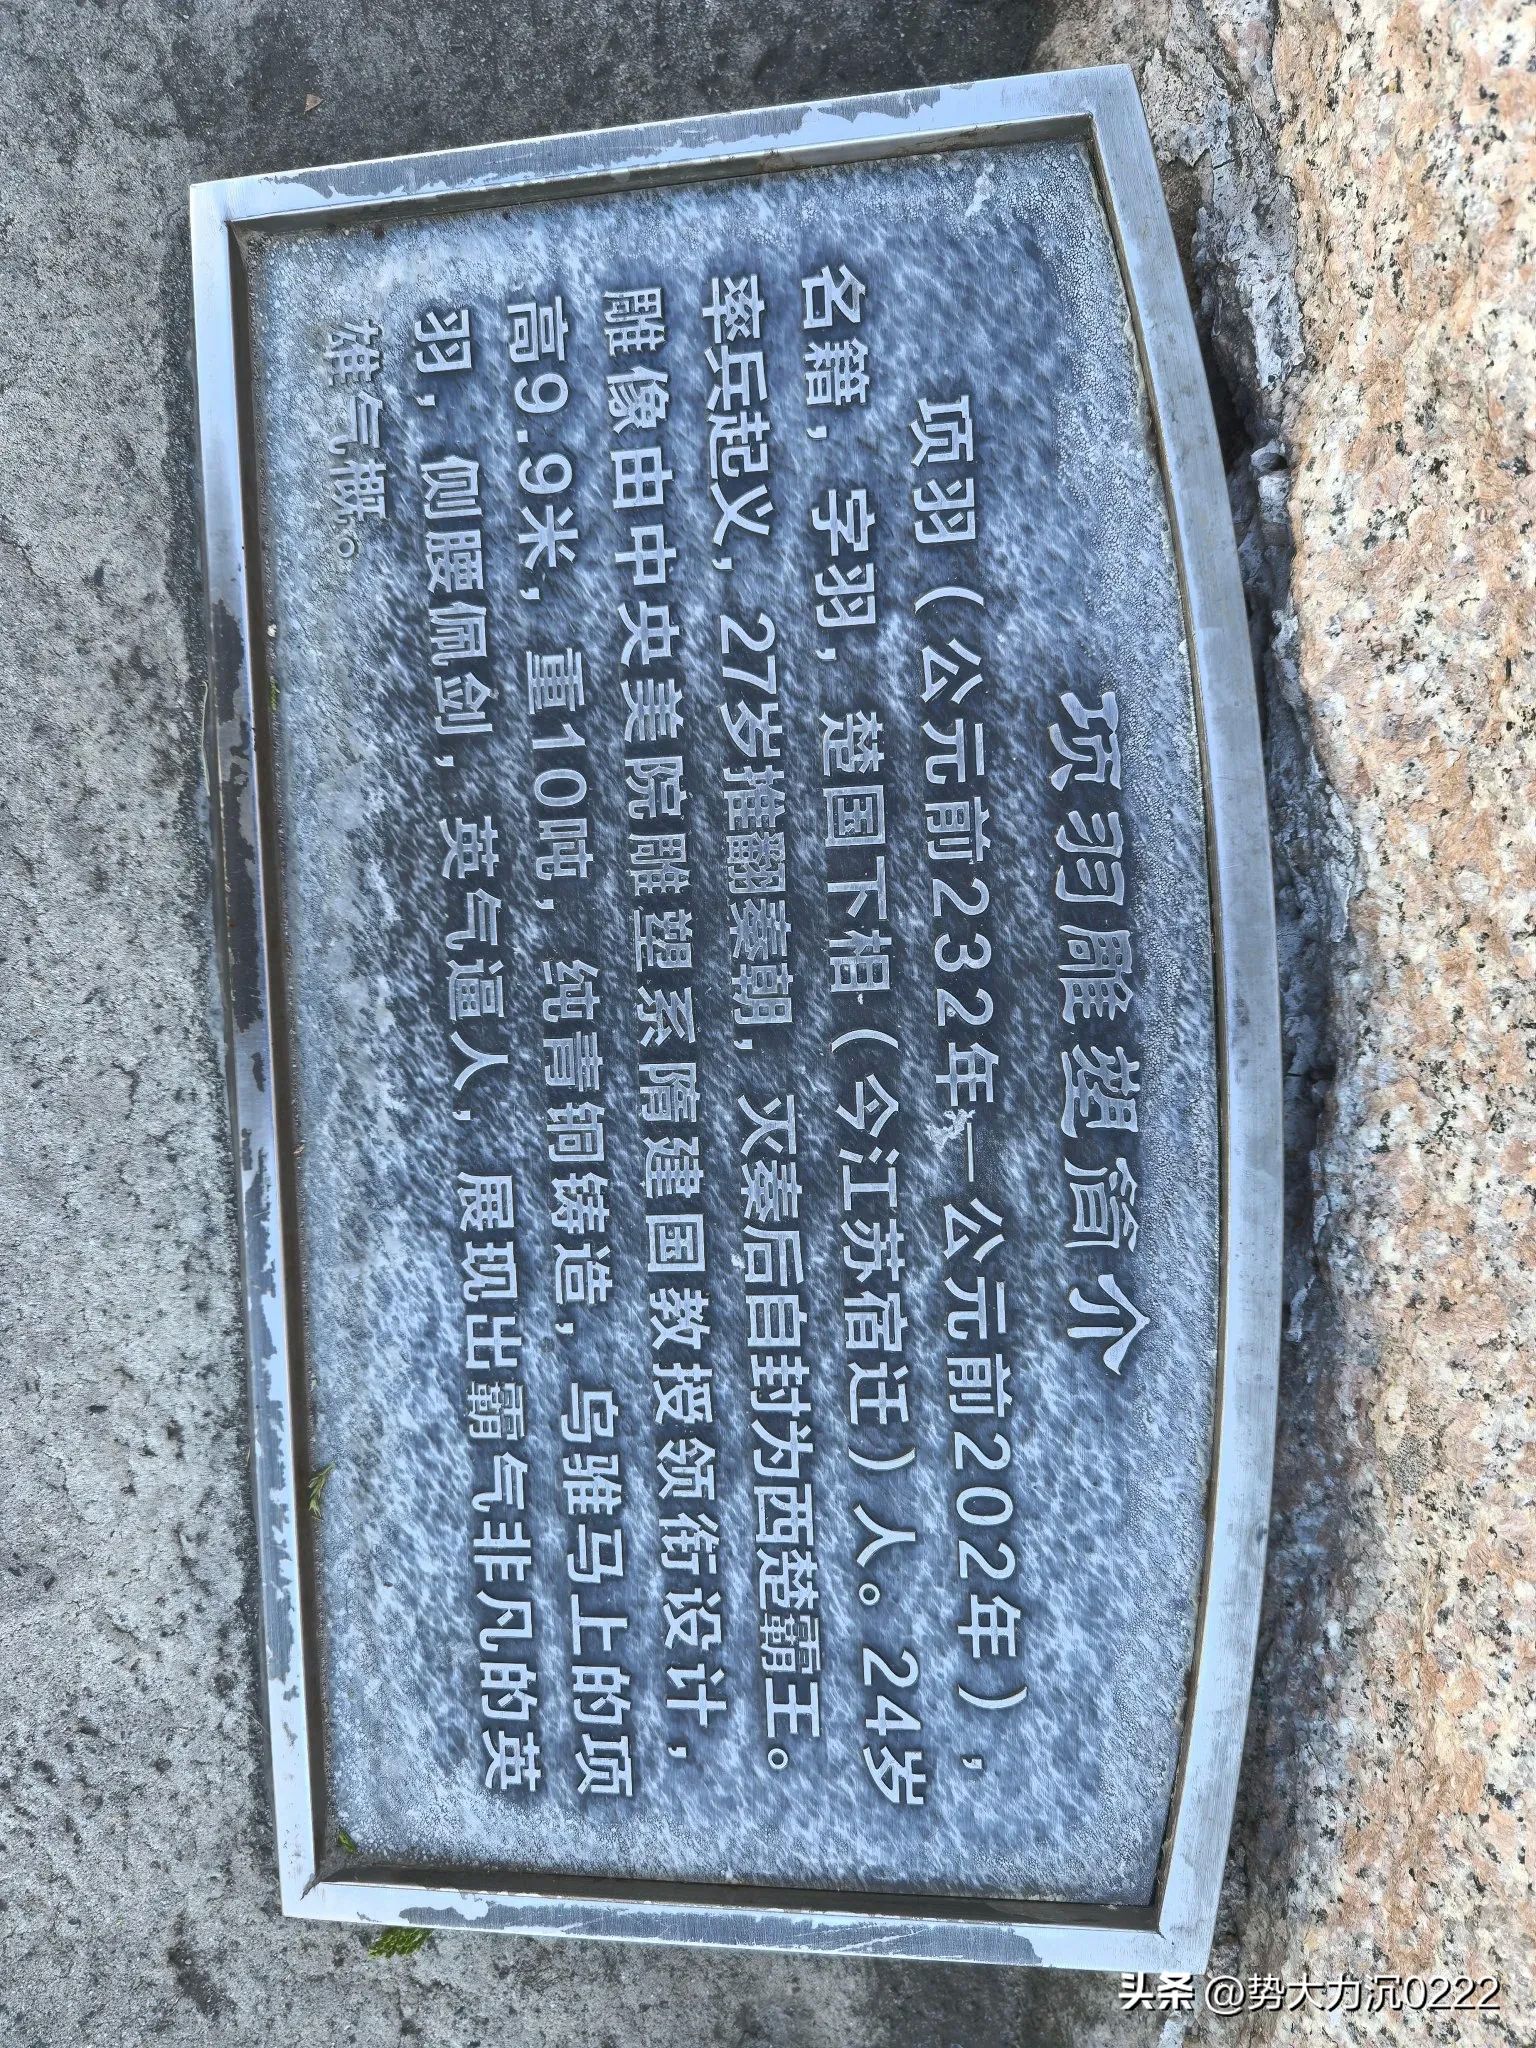 项羽雕塑简介
项羽（公元前232年—公元前202年），
名籍，字羽，楚国下相（今江苏宿迁）人。24岁
率兵起义，27岁推翻秦朝，灭秦后自封为西楚霸王。
雕像由中央美院雕塑系隋建国教授领衔设计，
高9.9米，重10吨，纯青铜铸造，乌骓马上的项
羽，侧腰佩剑，英气逼人，展现出霸气非凡的英
雄气概。
头条 @势大力沉0222